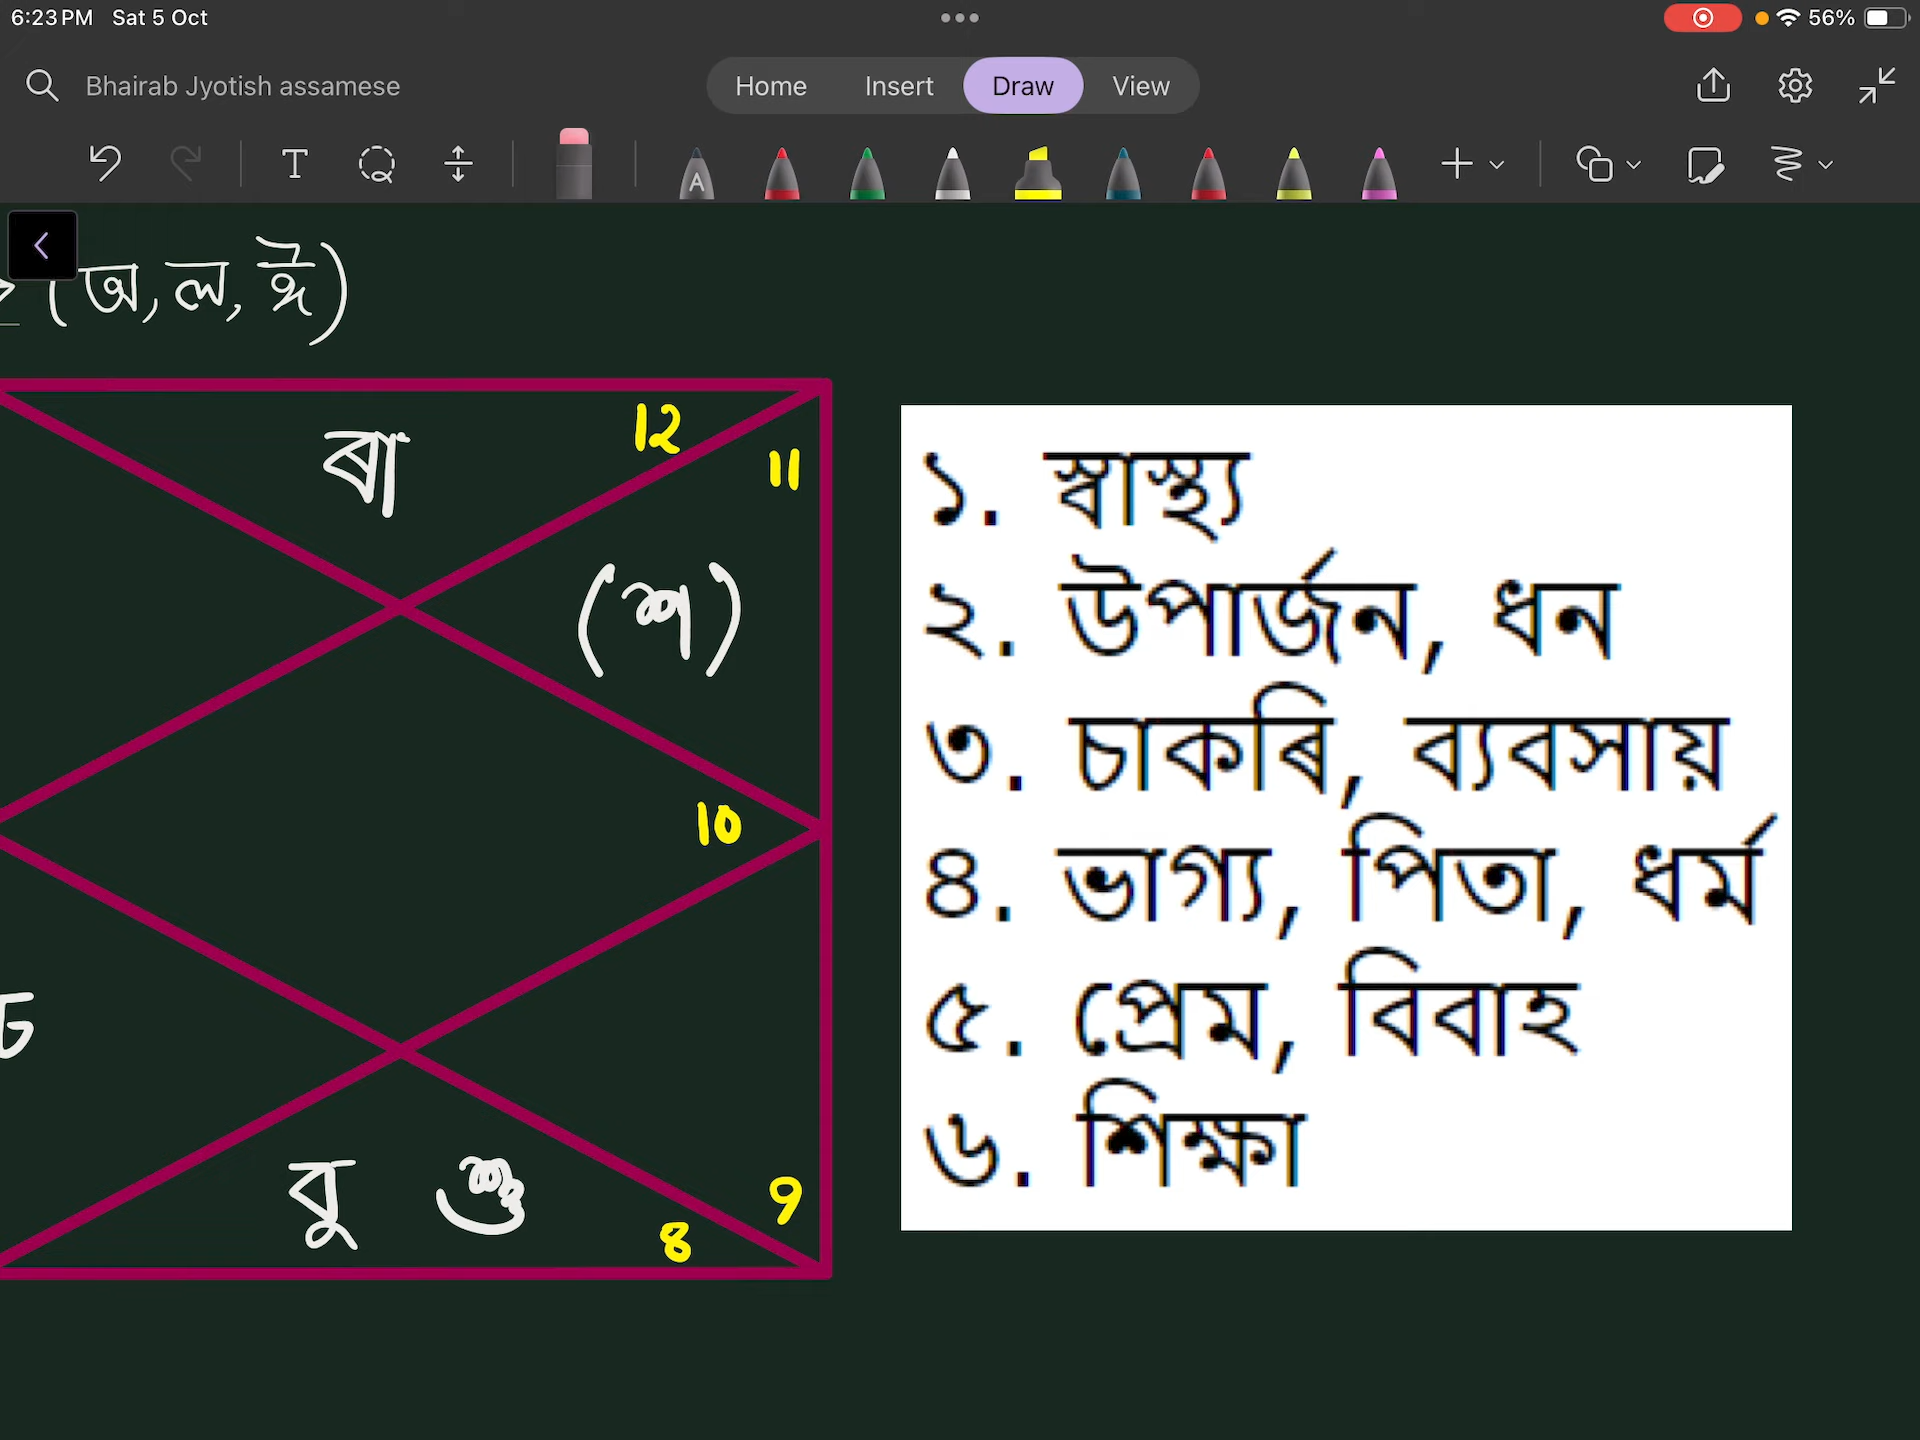 6:23 PM Sat 5 Oct
56%
Bhairab Jyotish assamese
Home Insert Draw View
T A
(অ, ল, ঈ)
ৰা 12
11
(শ)
10
বু শু 8 9
১. স্বাস্থ্য
২. উপাৰ্জন, ধন
৩. চাকৰি, ব্যবসায়
৪. ভাগ্য, পিতা, ধৰ্ম
৫. প্ৰেম, বিবাহ
৬. শিক্ষা